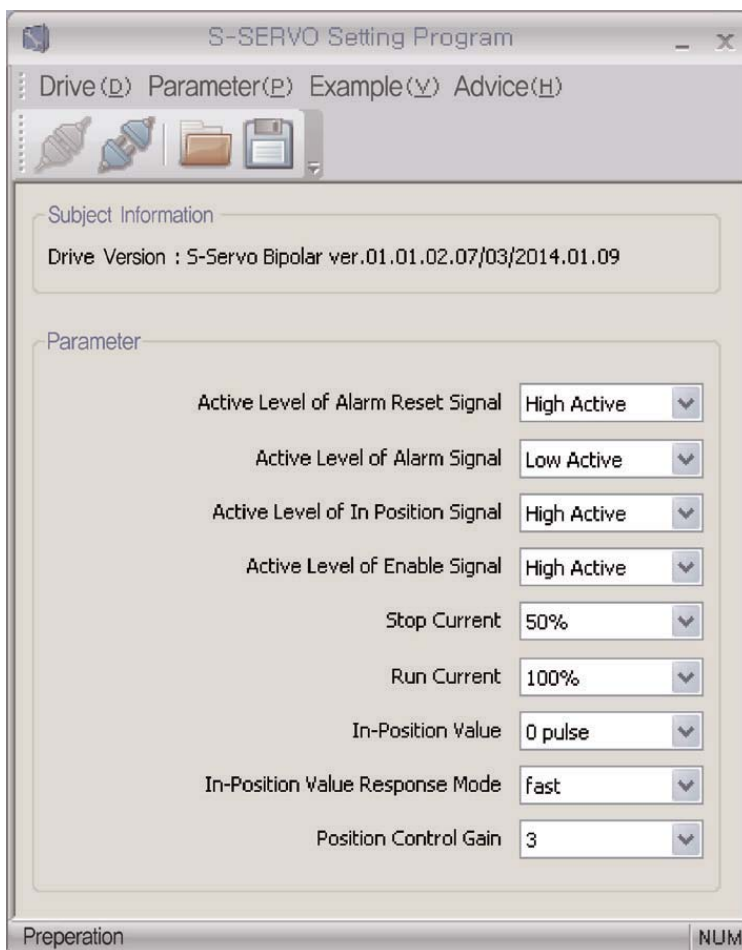 S-SERVO Setting Program
Drive(D) Parameter(P) Example(V) Advice(H)
Subject Information
Drive Version : S-Servo Bipolar ver.01.01.02.07/03/2014.01.09
Parameter
Active Level of Alarm Reset Signal High Active
Active Level of Alarm Signal Low Active
Active Level of In Position Signal High Active
Active Level of Enable Signal High Active
Stop Current 50%
Run Current 100%
In-Position Value 0 pulse
In-Position Value Response Mode fast
Position Control Gain 3
Preperation NUM